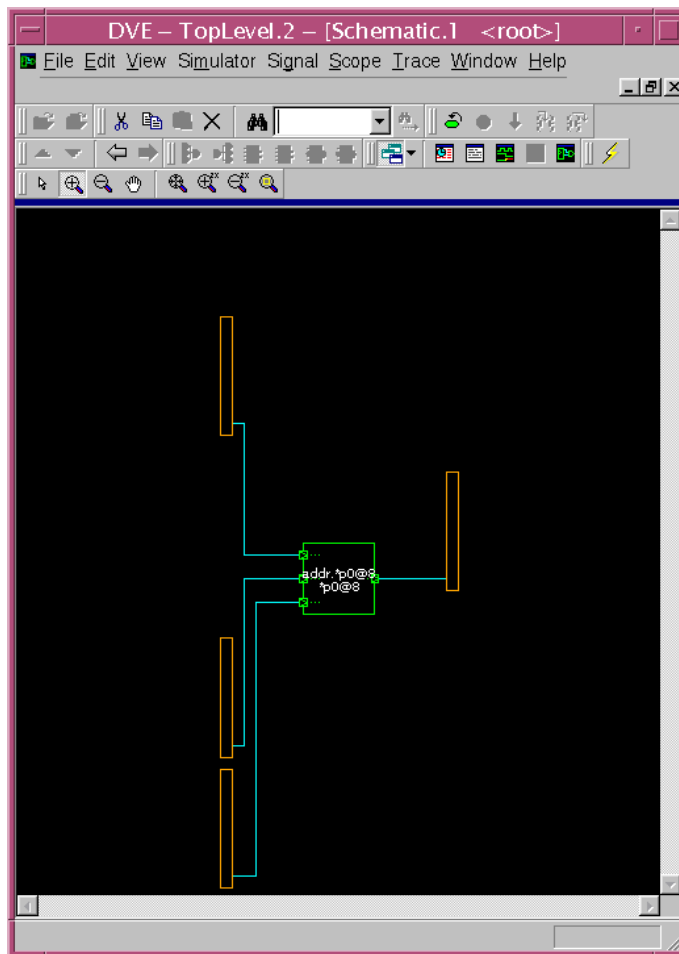 DVE – TopLevel.2 – [Schematic.1 <root>]
File Edit View Simulator Signal Scope Trace Window Help
addr.*p0@8
*p0@8